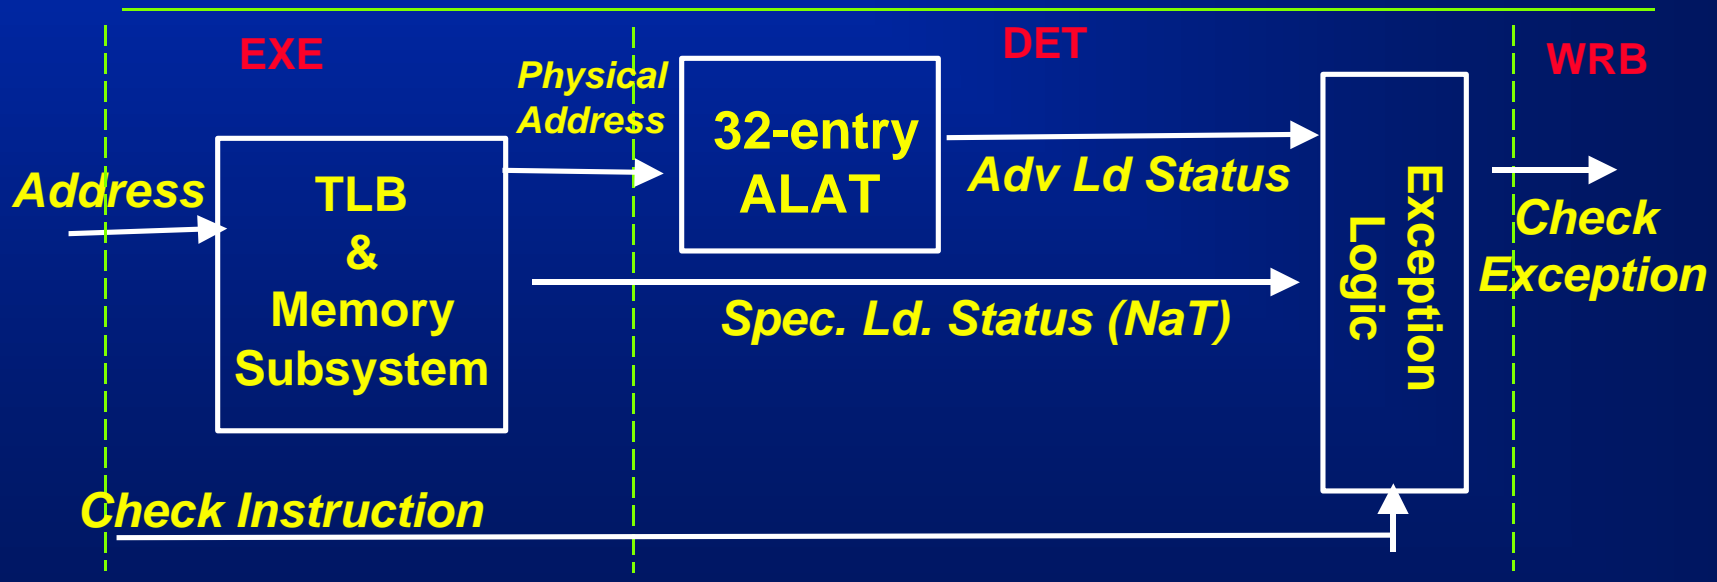 EXE
DET
WRB
Physical
Address
Address
TLB
&
Memory
Subsystem
32-entry
ALAT
Adv Ld Status
Spec. Ld. Status (NaT)
Exception
Logic
Check
Exception
Check Instruction